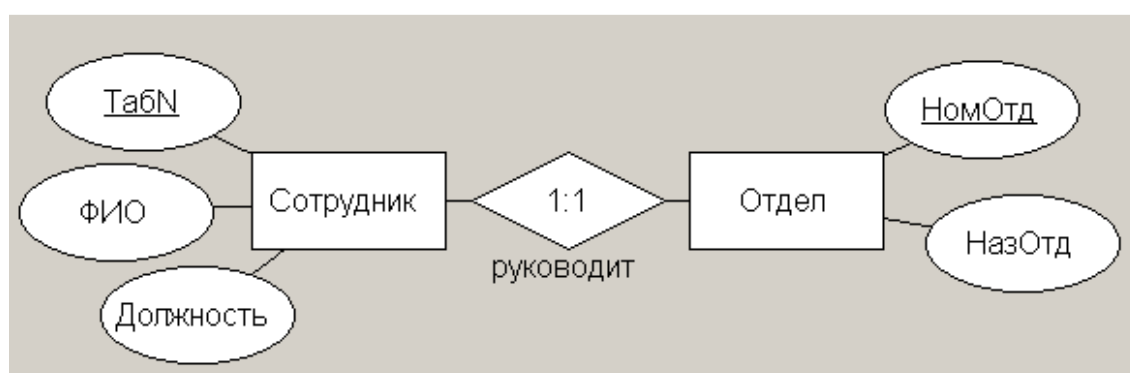 ТабN
НомОтд
ФИО
Сотрудник
1:1
Отдел
НазОтд
руководит
Должность